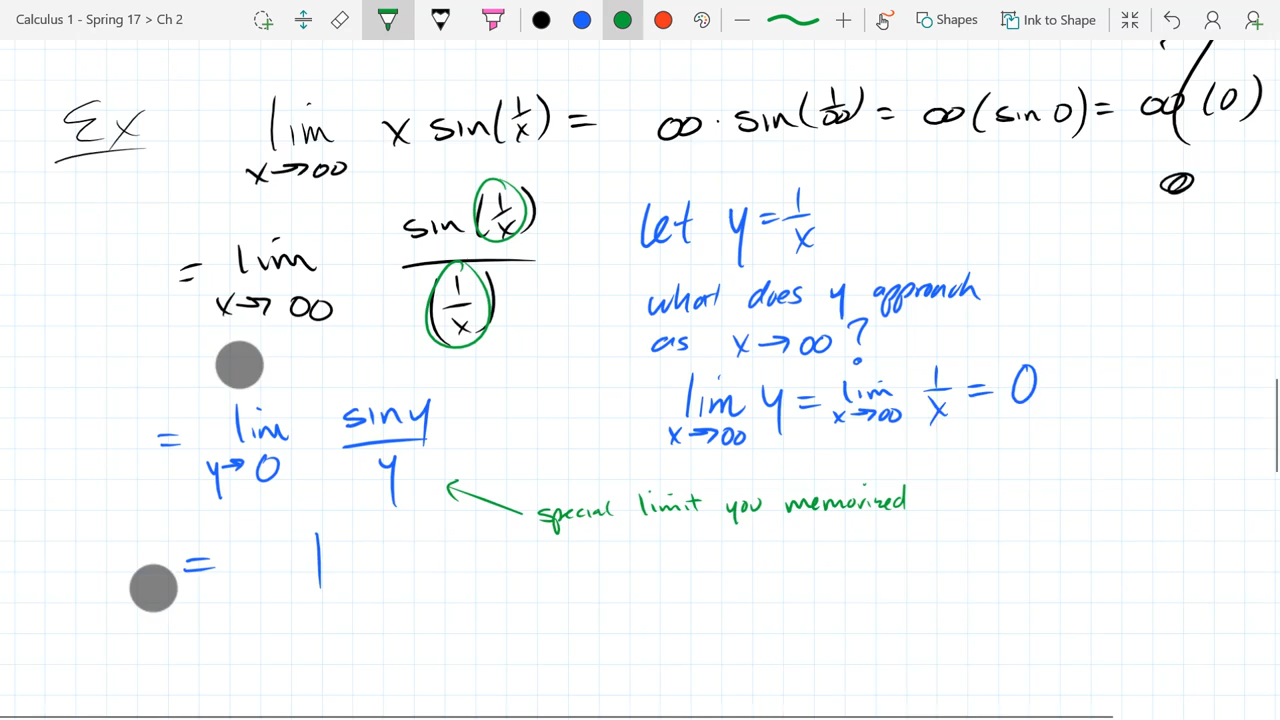 Calculus 1 - Spring 17 > Ch 2
Shapes
Ink to Shape
Ex lim x→∞ x sin(1/x) = ∞ · sin(1/∞) = ∞(sin 0) = ∞(0)
= lim x→∞ sin(1/x) / (1/x)
let y = 1/x
what does y approach
as x→∞?
lim x→∞ y = lim x→∞ 1/x = 0
= lim y→0 sin y / y
special limit you memorized
= 1